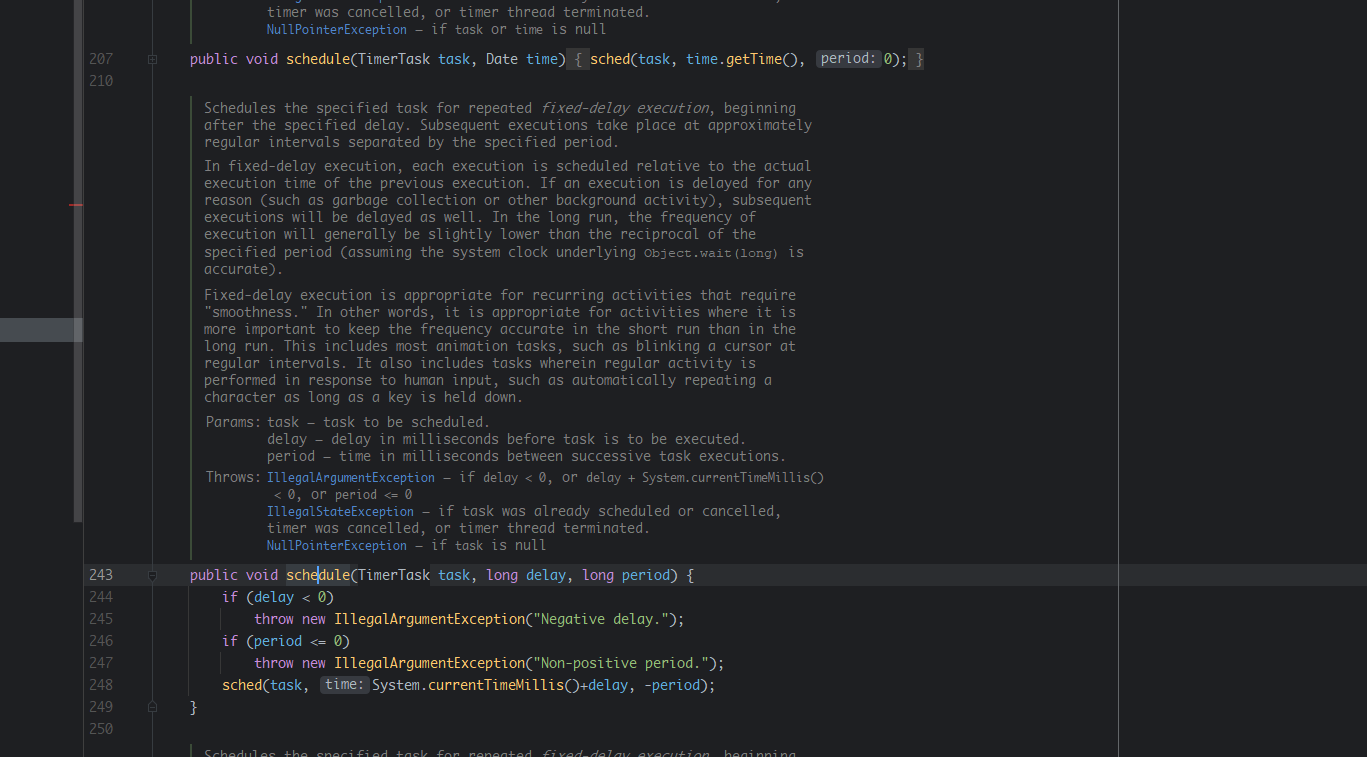 timer was cancelled, or timer thread terminated.
NullPointerException – if task or time is null
207 public void schedule(TimerTask task, Date time) { sched(task, time.getTime(), period: 0); }
210
Schedules the specified task for repeated fixed-delay execution, beginning
after the specified delay. Subsequent executions take place at approximately
regular intervals separated by the specified period.
In fixed-delay execution, each execution is scheduled relative to the actual
execution time of the previous execution. If an execution is delayed for any
reason (such as garbage collection or other background activity), subsequent
executions will be delayed as well. In the long run, the frequency of
execution will generally be slightly lower than the reciprocal of the
specified period (assuming the system clock underlying Object.wait(long) is
accurate).
Fixed-delay execution is appropriate for recurring activities that require
"smoothness." In other words, it is appropriate for activities where it is
more important to keep the frequency accurate in the short run than in the
long run. This includes most animation tasks, such as blinking a cursor at
regular intervals. It also includes tasks wherein regular activity is
performed in response to human input, such as automatically repeating a
character as long as a key is held down.
Params: task – task to be scheduled.
delay – delay in milliseconds before task is to be executed.
period – time in milliseconds between successive task executions.
Throws: IllegalArgumentException – if delay < 0, or delay + System.currentTimeMillis()
< 0, or period <= 0
IllegalStateException – if task was already scheduled or cancelled,
timer was cancelled, or timer thread terminated.
NullPointerException – if task is null
243 public void schedule(TimerTask task, long delay, long period) {
244 if (delay < 0)
245 throw new IllegalArgumentException("Negative delay.");
246 if (period <= 0)
247 throw new IllegalArgumentException("Non-positive period.");
248 sched(task, time: System.currentTimeMillis()+delay, -period);
249 }
250
Schedules the specified task for repeated fixed-delay execution, beginning